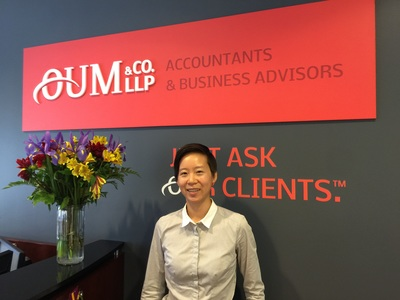 OUM & CO. LLP
ACCOUNTANTS
& BUSINESS ADVISORS
ASK
CLIENTS.™